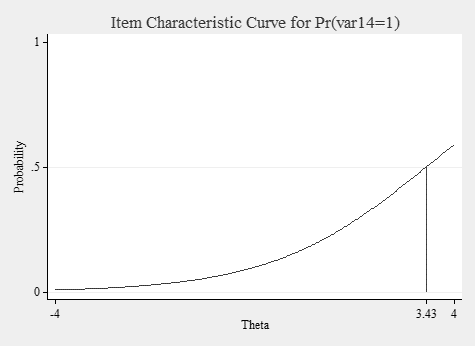 Item Characteristic Curve for Pr(var14=1)
1
.5
0
Probability
-4
3.43
4
Theta